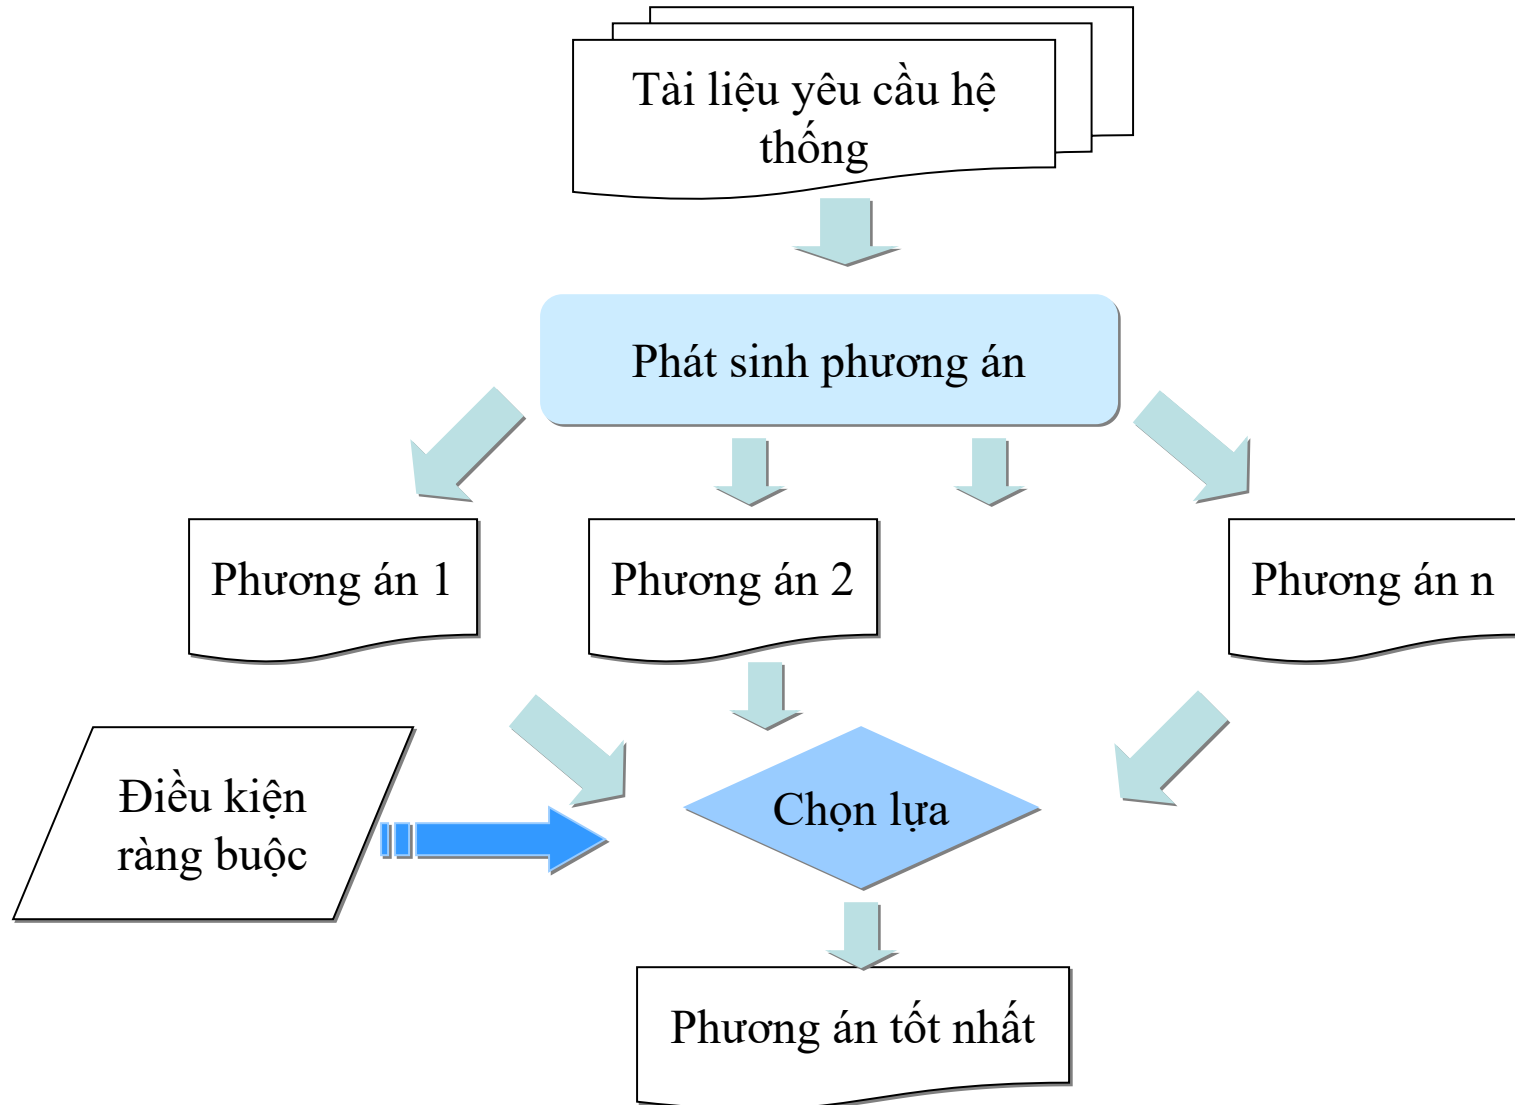 Tài liệu yêu cầu hệ
thống
Phát sinh phương án
Phương án 1
Phương án 2
Phương án n
Điều kiện
ràng buộc
Chọn lựa
Phương án tốt nhất